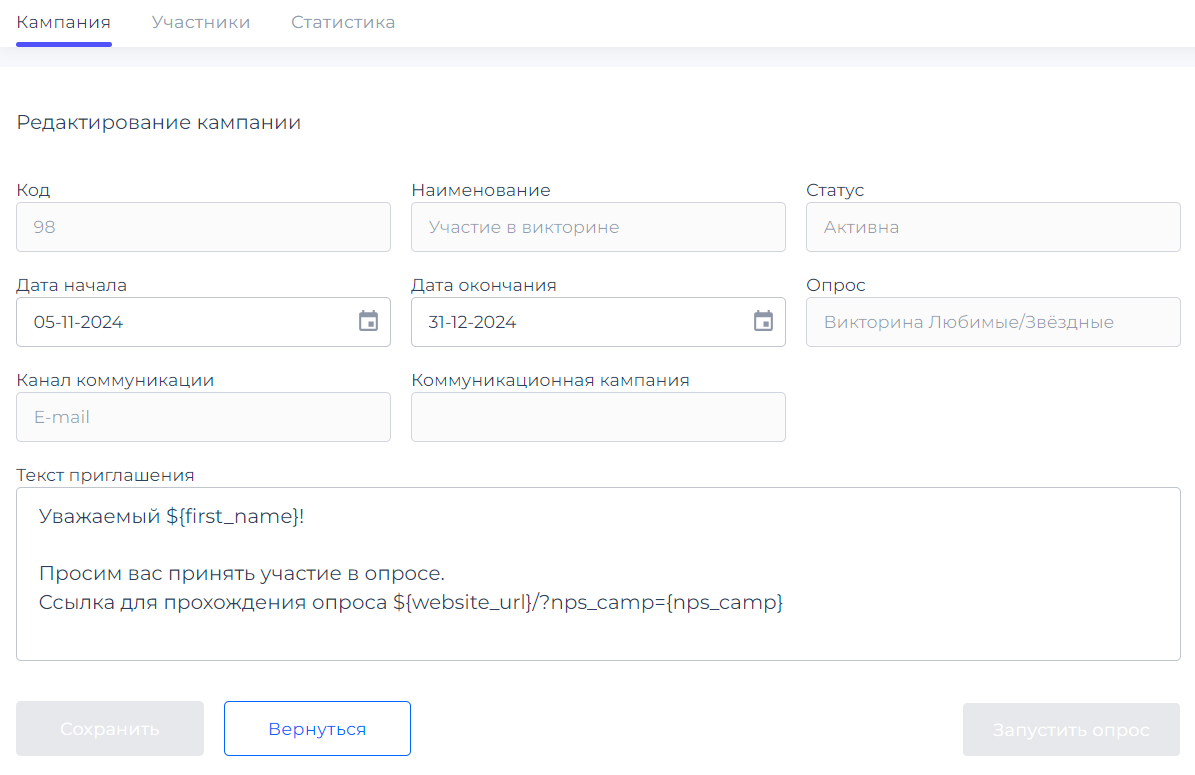 Кампания Участники Статистика
Редактирование кампании
Код Наименование Статус
98 Участие в викторине Активна
Дата начала Дата окончания Опрос
05-11-2024 31-12-2024 Викторина Любимые/Звёздные
Канал коммуникации Коммуникационная кампания
E-mail
Текст приглашения
Уважаемый ${first_name}!
Просим вас принять участие в опросе.
Ссылка для прохождения опроса ${website_url}/?nps_camp={nps_camp}
Сохранить Вернуться Запустить опрос